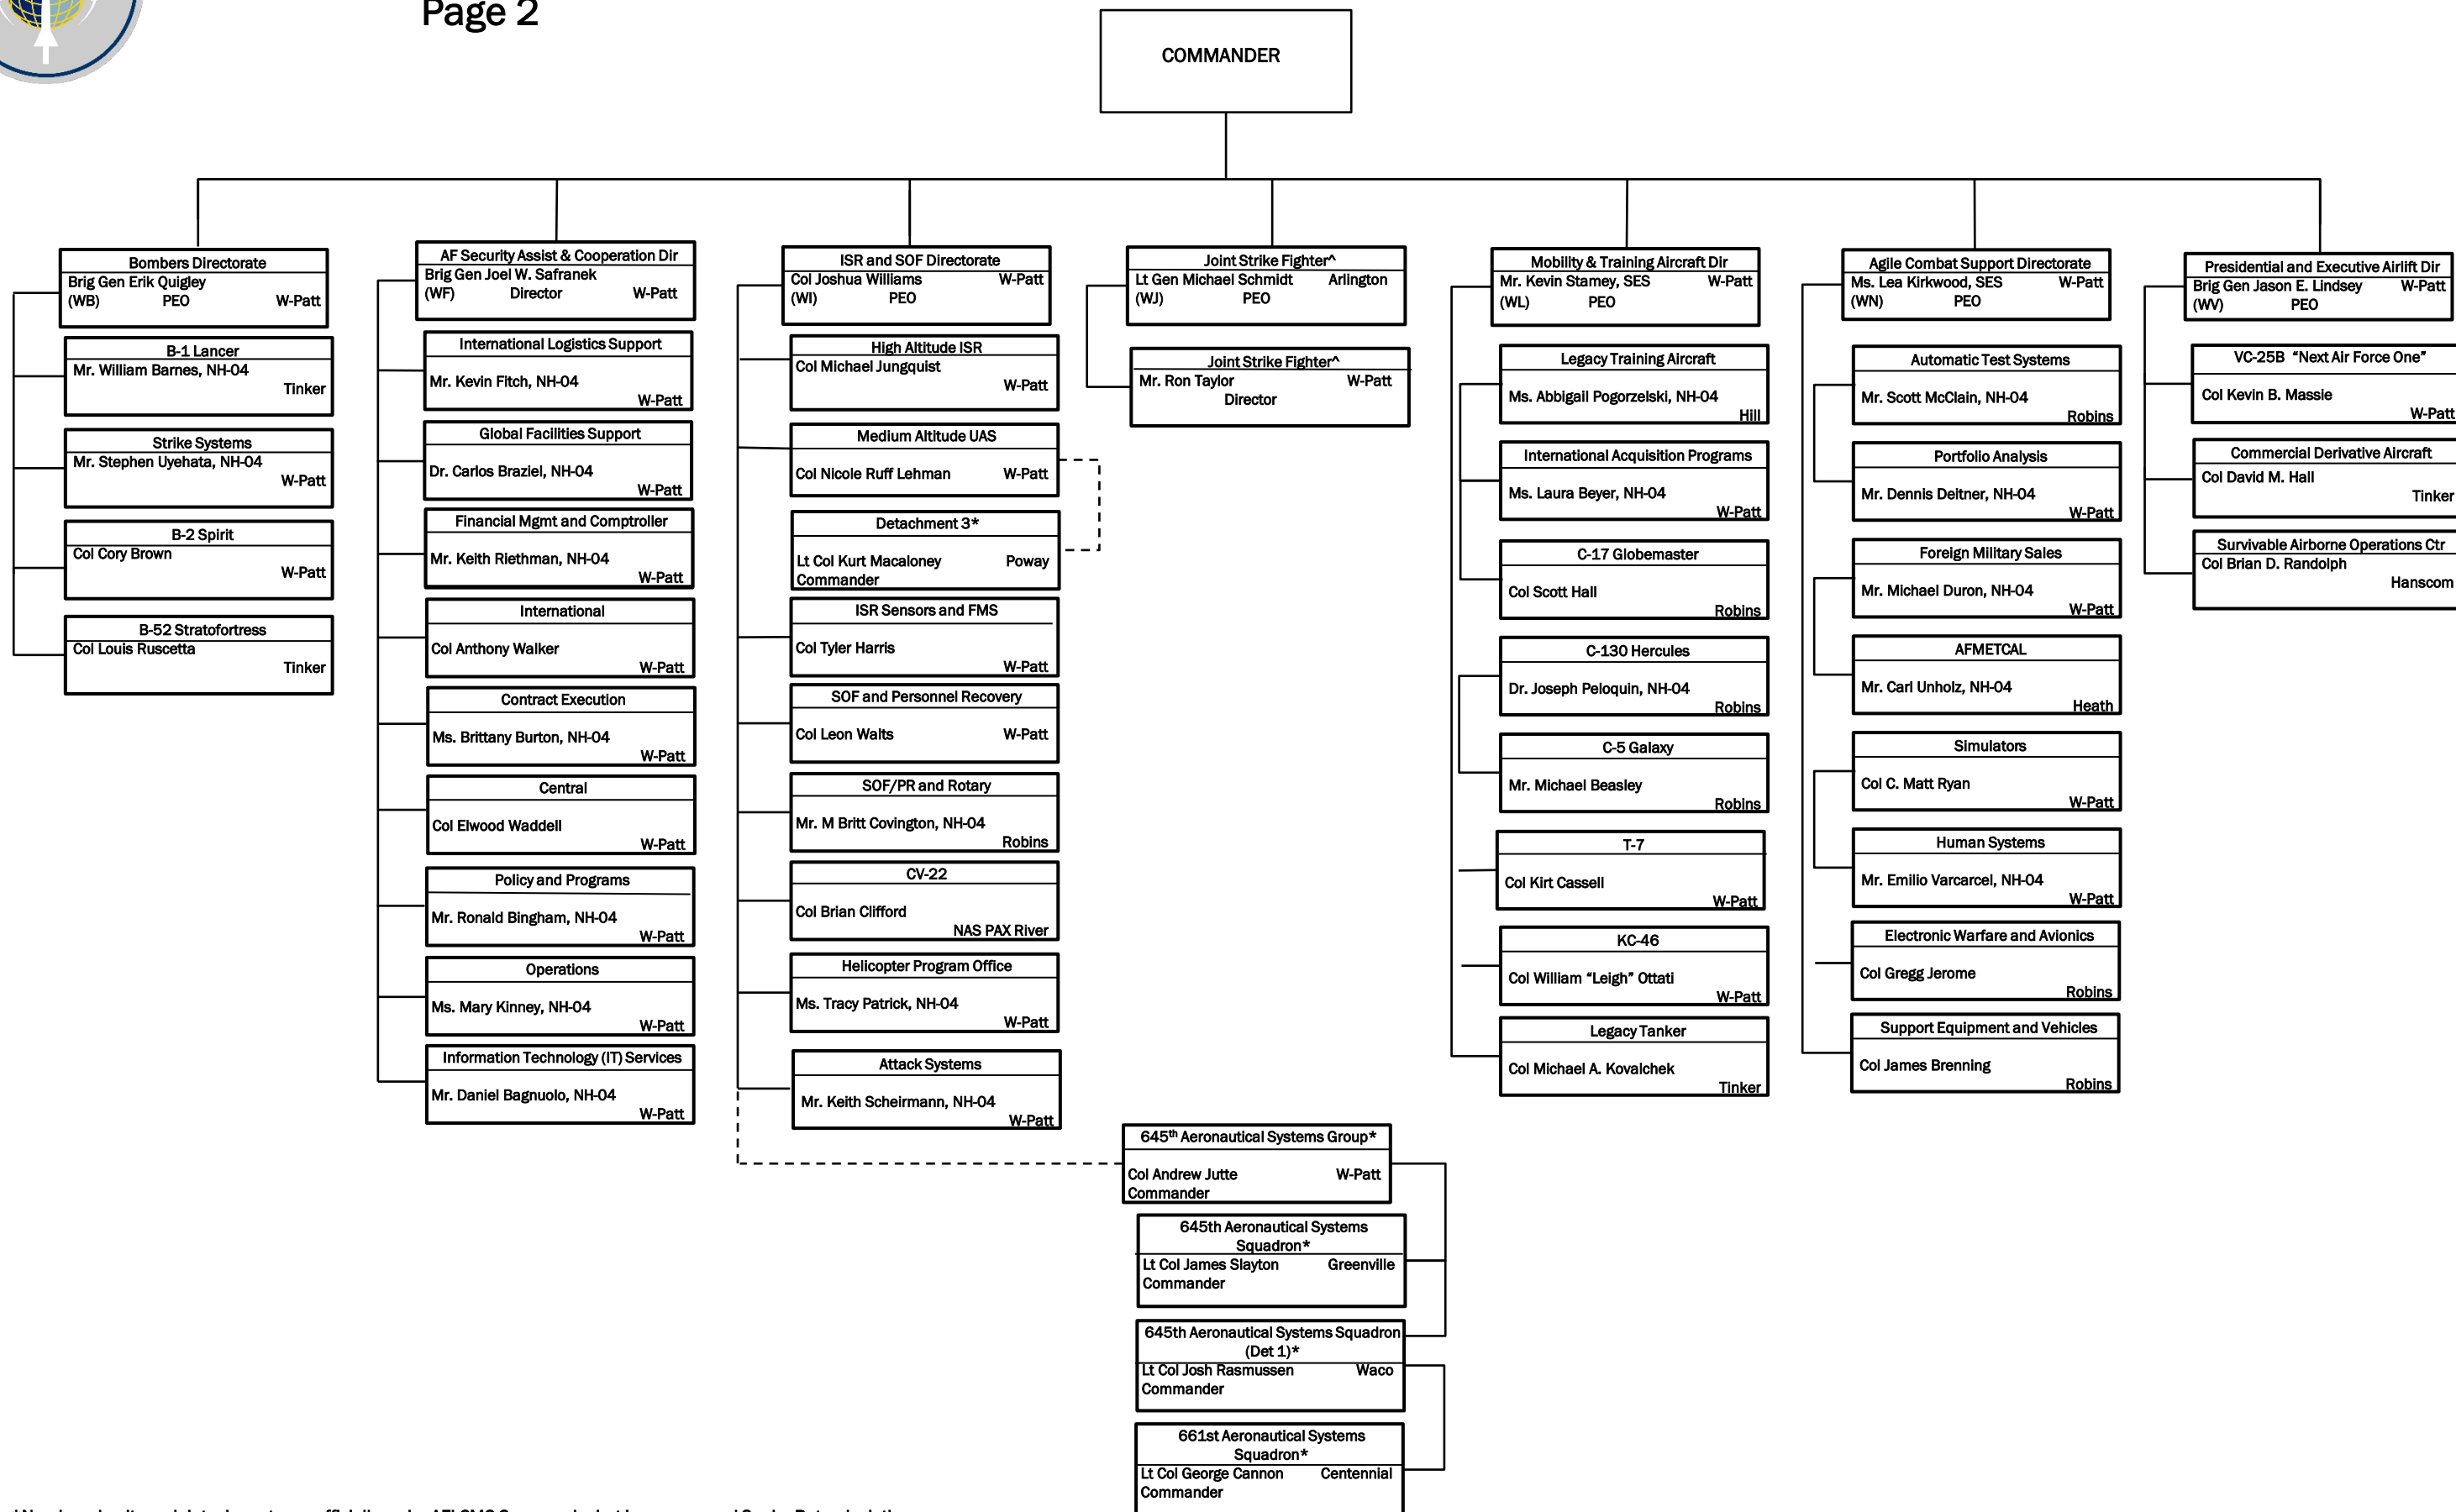 Page 2
COMMANDER
Bombers Directorate
Brig Gen Erik Quigley
(WB) PEO W-Patt
B-1 Lancer
Mr. William Barnes, NH-04
Tinker
Strike Systems
Mr. Stephen Uyehata, NH-04
W-Patt
B-2 Spirit
Col Cory Brown
W-Patt
B-52 Stratofortress
Col Louis Ruscetta
Tinker
AF Security Assist & Cooperation Dir
Brig Gen Joel W. Safranek
(WF) Director W-Patt
International Logistics Support
Mr. Kevin Fitch, NH-04
W-Patt
Global Facilities Support
Dr. Carlos Braziel, NH-04
W-Patt
Financial Mgmt and Comptroller
Mr. Keith Riethman, NH-04
W-Patt
International
Col Anthony Walker
W-Patt
Contract Execution
Ms. Brittany Burton, NH-04
W-Patt
Central
Col Elwood Waddell
W-Patt
Policy and Programs
Mr. Ronald Bingham, NH-04
W-Patt
Operations
Ms. Mary Kinney, NH-04
W-Patt
Information Technology (IT) Services
Mr. Daniel Bagnuolo, NH-04
W-Patt
ISR and SOF Directorate
Col Joshua Williams W-Patt
(WI) PEO
High Altitude ISR
Col Michael Jungquist
W-Patt
Medium Altitude UAS
Col Nicole Ruff Lehman W-Patt
Detachment 3*
Lt Col Kurt Macaloney Poway
Commander
ISR Sensors and FMS
Col Tyler Harris
W-Patt
SOF and Personnel Recovery
Col Leon Waits W-Patt
SOF/PR and Rotary
Mr. M Britt Covington, NH-04
Robins
CV-22
Col Brian Clifford
NAS PAX River
Helicopter Program Office
Ms. Tracy Patrick, NH-04
W-Patt
Attack Systems
Mr. Keith Scheirmann, NH-04
W-Patt
Joint Strike Fighter^
Lt Gen Michael Schmidt Arlington
(WJ) PEO
Joint Strike Fighter^
Mr. Ron Taylor W-Patt
Director
645th Aeronautical Systems Group*
Col Andrew Jutte W-Patt
Commander
645th Aeronautical Systems
Squadron*
Lt Col James Slayton Greenville
Commander
645th Aeronautical Systems Squadron
(Det 1)*
Lt Col Josh Rasmussen Waco
Commander
661st Aeronautical Systems
Squadron*
Lt Col George Cannon Centennial
Commander
Mobility & Training Aircraft Dir
Mr. Kevin Stamey, SES W-Patt
(WL) PEO
Legacy Training Aircraft
Ms. Abbigail Pogorzelski, NH-04
Hill
International Acquisition Programs
Ms. Laura Beyer, NH-04
W-Patt
C-17 Globemaster
Col Scott Hall
Robins
C-130 Hercules
Dr. Joseph Peloquin, NH-04
Robins
C-5 Galaxy
Mr. Michael Beasley
Robins
T-7
Col Kirt Cassell
W-Patt
KC-46
Col William “Leigh” Ottati
W-Patt
Legacy Tanker
Col Michael A. Kovalchek
Tinker
Agile Combat Support Directorate
Ms. Lea Kirkwood, SES W-Patt
(WN) PEO
Automatic Test Systems
Mr. Scott McClain, NH-04
Robins
Portfolio Analysis
Mr. Dennis Deitner, NH-04
W-Patt
Foreign Military Sales
Mr. Michael Duron, NH-04
W-Patt
AFMETCAL
Mr. Carl Unholz, NH-04
Heath
Simulators
Col C. Matt Ryan
W-Patt
Human Systems
Mr. Emilio Varcarcel, NH-04
W-Patt
Electronic Warfare and Avionics
Col Gregg Jerome
Robins
Support Equipment and Vehicles
Col James Brenning
Robins
Presidential and Executive Airlift Dir
Brig Gen Jason E. Lindsey W-Patt
(WV) PEO
VC-25B “Next Air Force One”
Col Kevin B. Massie
W-Patt
Commercial Derivative Aircraft
Col David M. Hall
Tinker
Survivable Airborne Operations Ctr
Col Brian D. Randolph
Hanscom